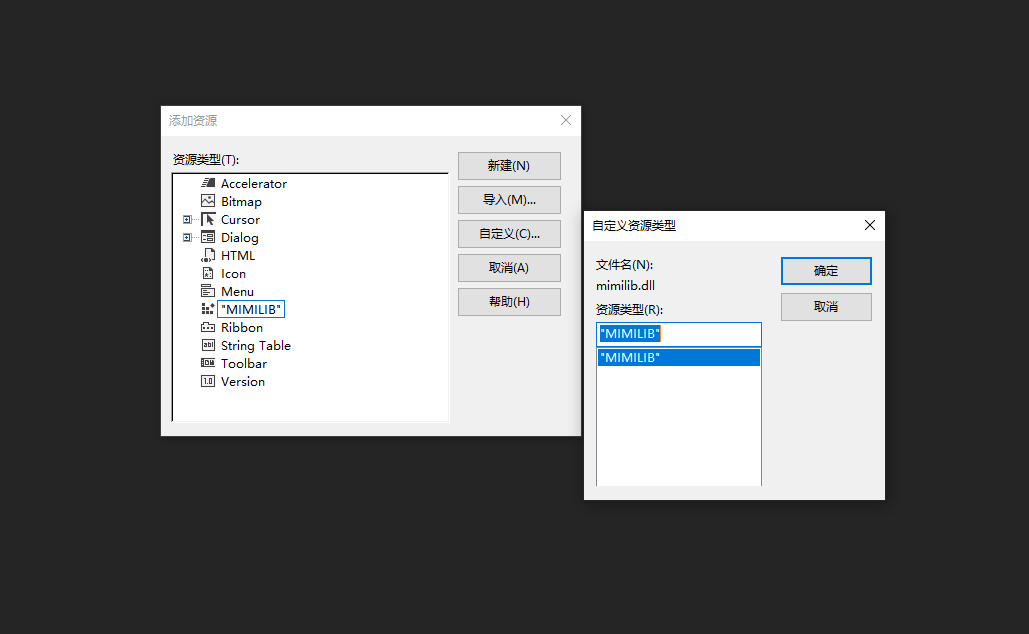 添加资源
资源类型(T):
Accelerator
Bitmap
Cursor
Dialog
HTML
Icon
Menu
"MIMILIB"
Ribbon
String Table
Toolbar
Version
新建(N)
导入(M)...
自定义(C)...
取消(A)
帮助(H)
自定义资源类型
文件名(N):
mimilib.dll
资源类型(R):
"MIMILIB"
"MIMILIB"
确定
取消